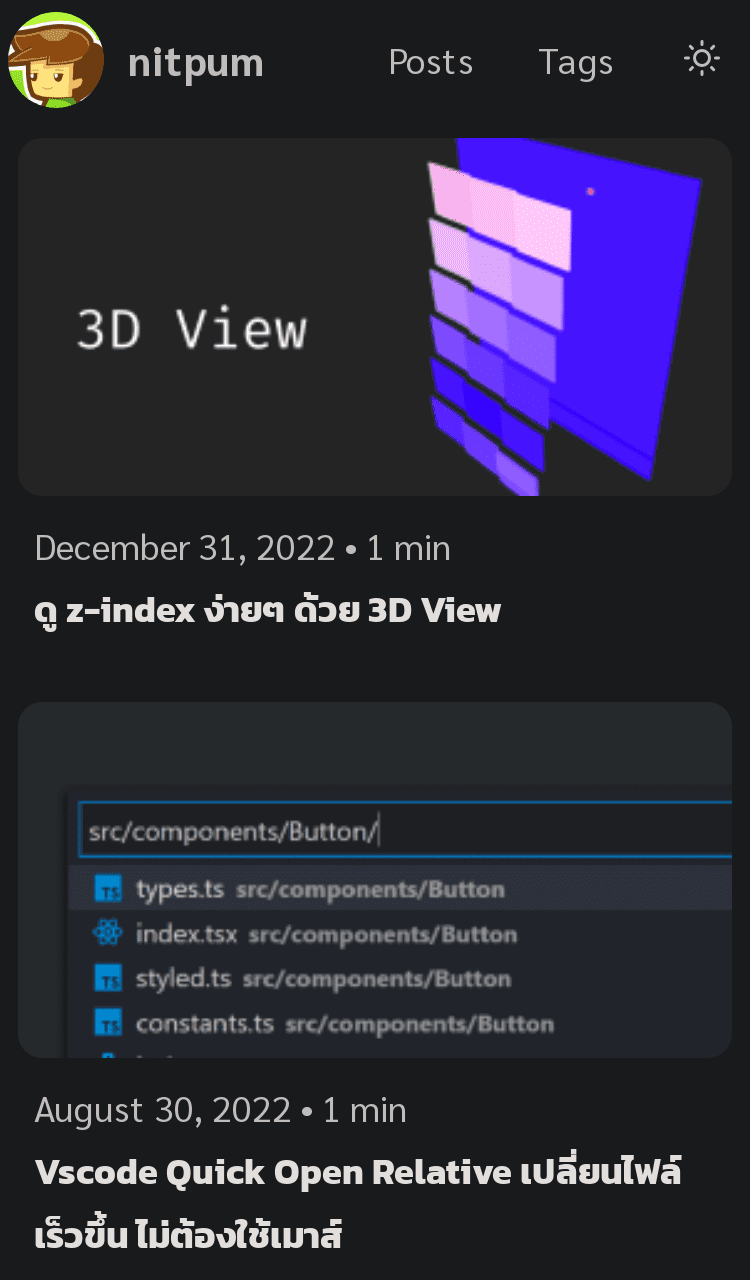 nitpum
Posts
Tags
3D View
December 31, 2022 • 1 min
ดู z-index ง่ายๆ ด้วย 3D View
src/components/Button/
types.ts src/components/Button
index.tsx src/components/Button
styled.ts src/components/Button
constants.ts src/components/Button
August 30, 2022 • 1 min
Vscode Quick Open Relative เปลี่ยนไฟล์
เร็วขึ้น ไม่ต้องใช้เมาส์